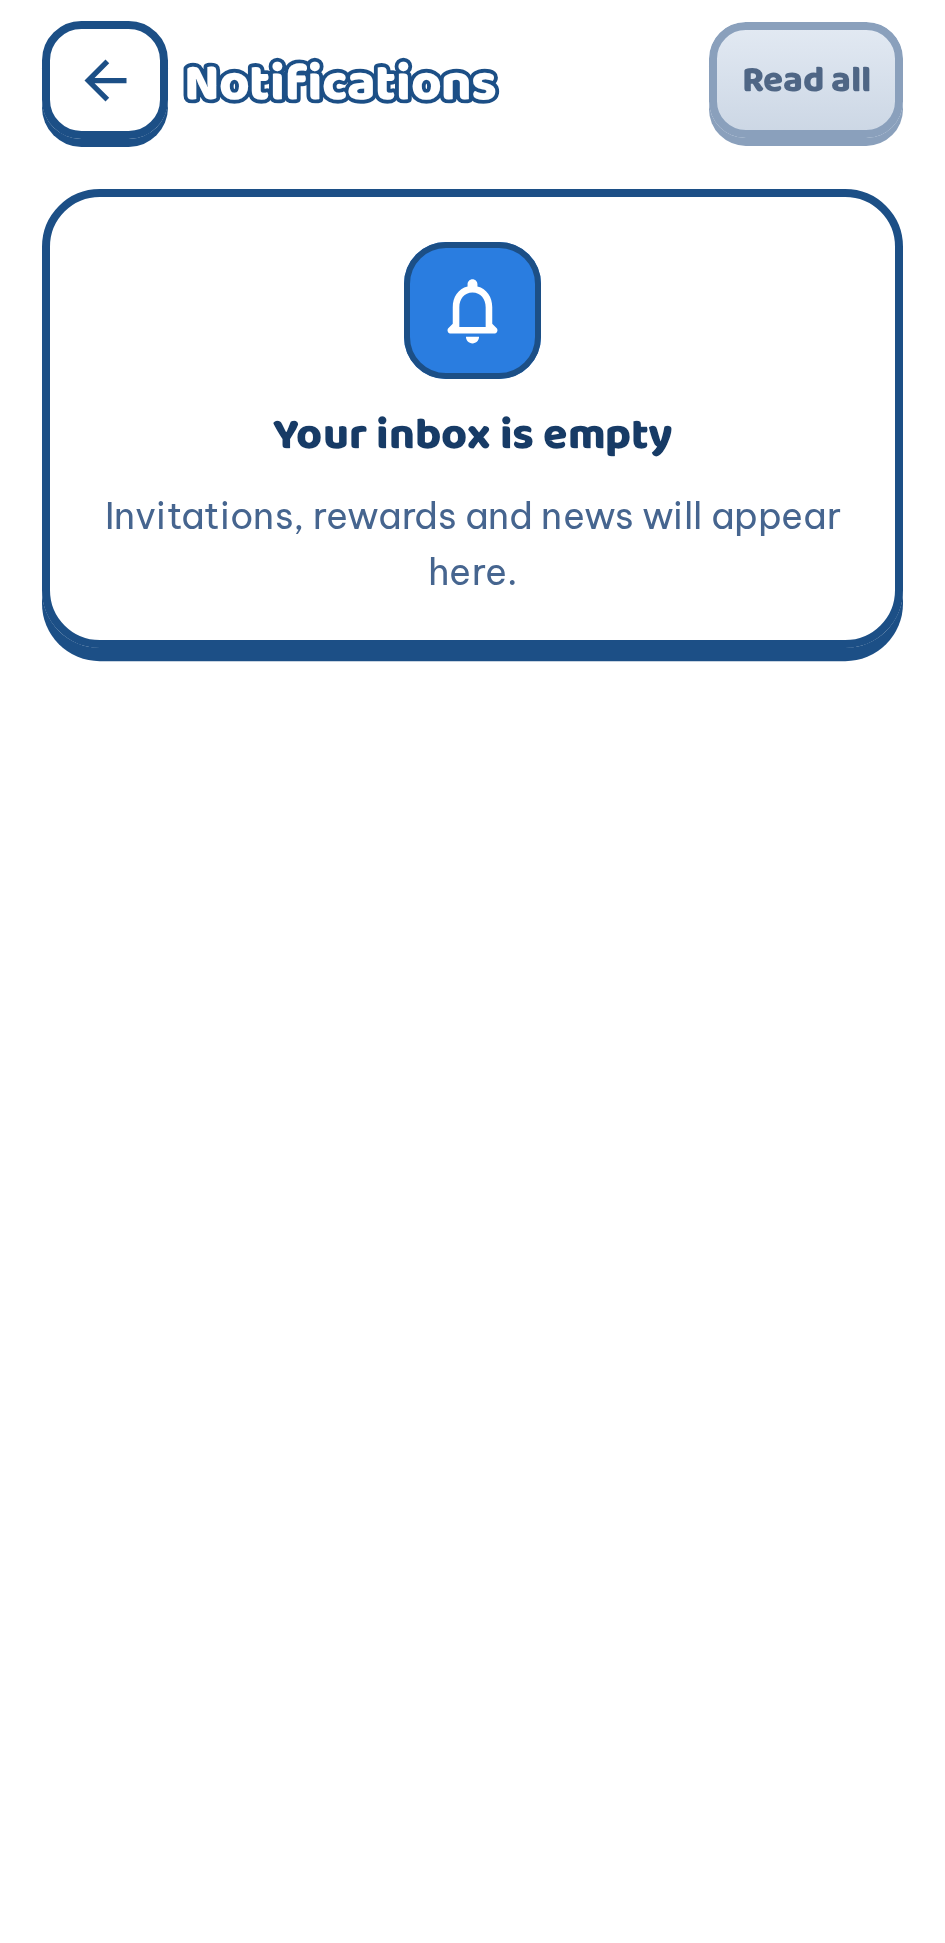 Notifications
Read all
Your inbox is empty
Invitations, rewards and news will appear
here.